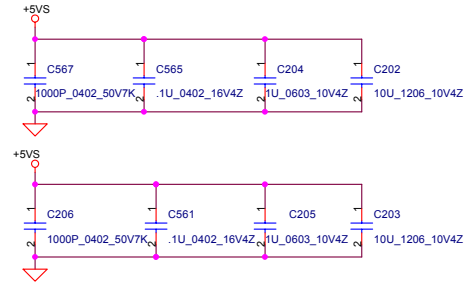 +5VS
C567
C565
C204
C202
1
1
1
1
2
2
2
2
1000P_0402_50V7K
.1U_0402_16V4Z
1U_0603_10V4Z
10U_1206_10V4Z
+5VS
C206
C561
C205
C203
1
1
1
1
2
2
2
2
1000P_0402_50V7K
.1U_0402_16V4Z
1U_0603_10V4Z
10U_1206_10V4Z